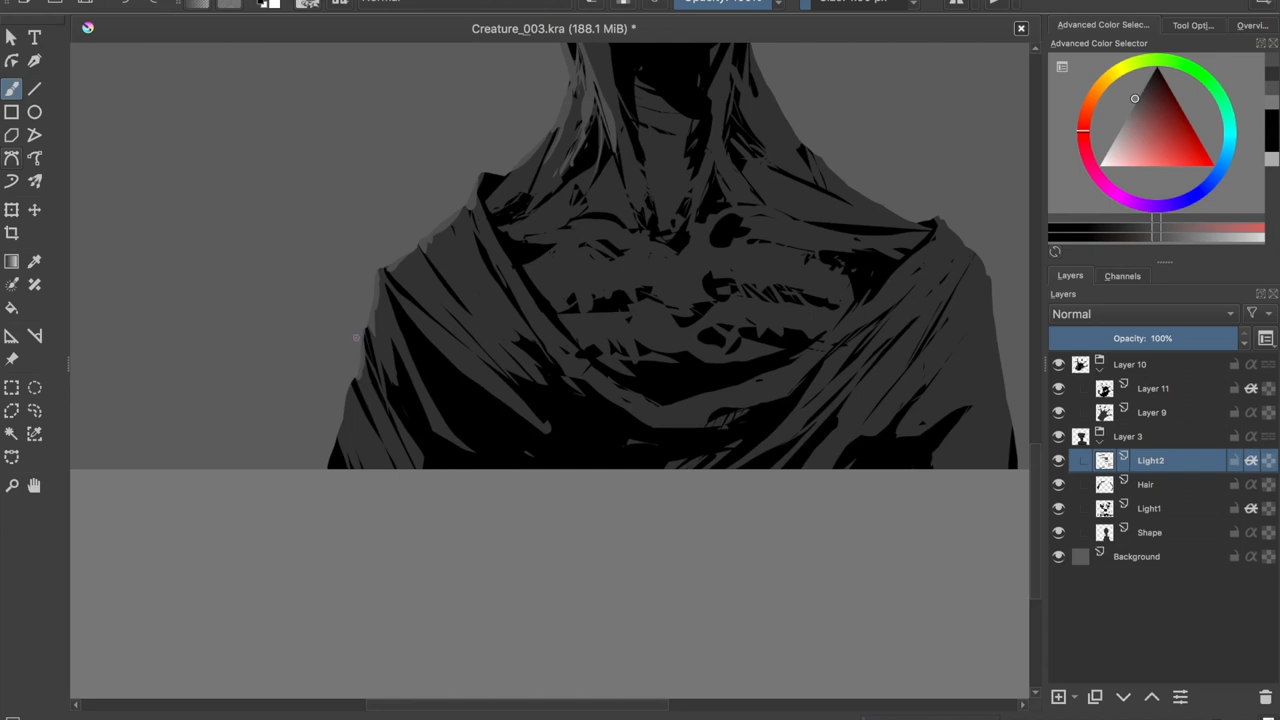 Creature_003.kra (188.1 MiB) *
Advanced Color Selec...
Tool Opti...
Overvi...
Advanced Color Selector
Layers
Channels
Layers
Normal
Opacity: 100%
Layer 10
Layer 11
Layer 9
Layer 3
Light2
Hair
Light1
Shape
Background